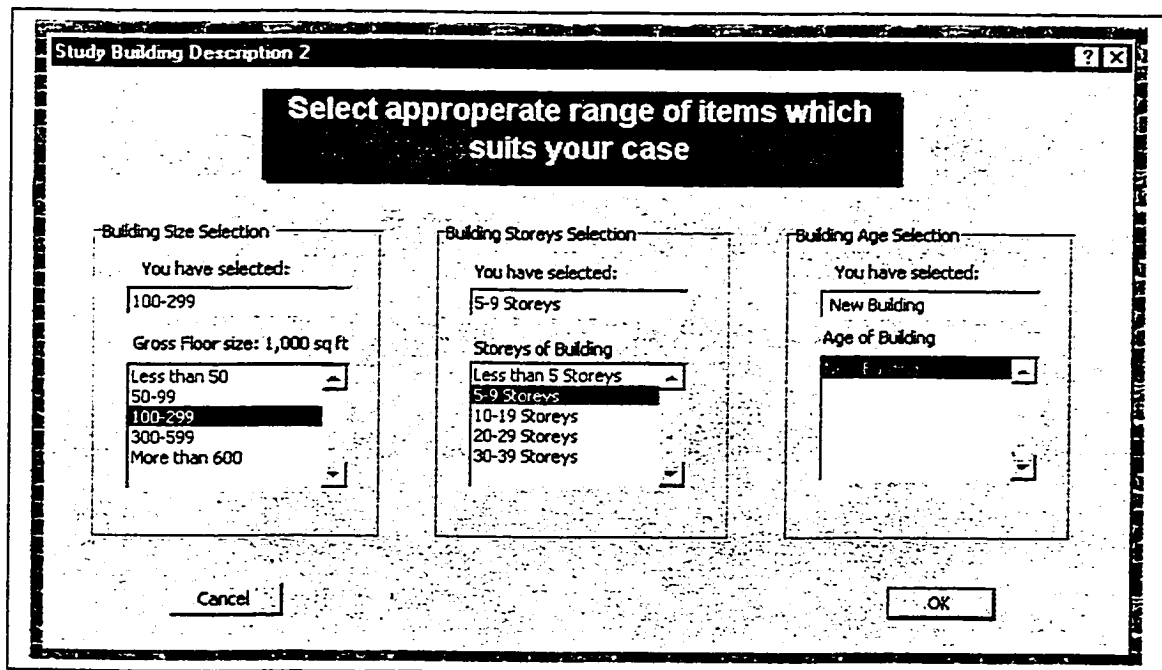 Study Building Description 2
Select approperate range of items which
suits your case
Building Size Selection
You have selected:
100-299
Gross Floor size: 1,000 sq ft
Less than 50
50-99
100-299
300-599
More than 600
Building Storeys Selection
You have selected:
5-9 Storeys
Storeys of Building
Less than 5 Storeys
5-9 Storeys
10-19 Storeys
20-29 Storeys
30-39 Storeys
Building Age Selection
You have selected:
New Building
Age of Building
Cancel
OK